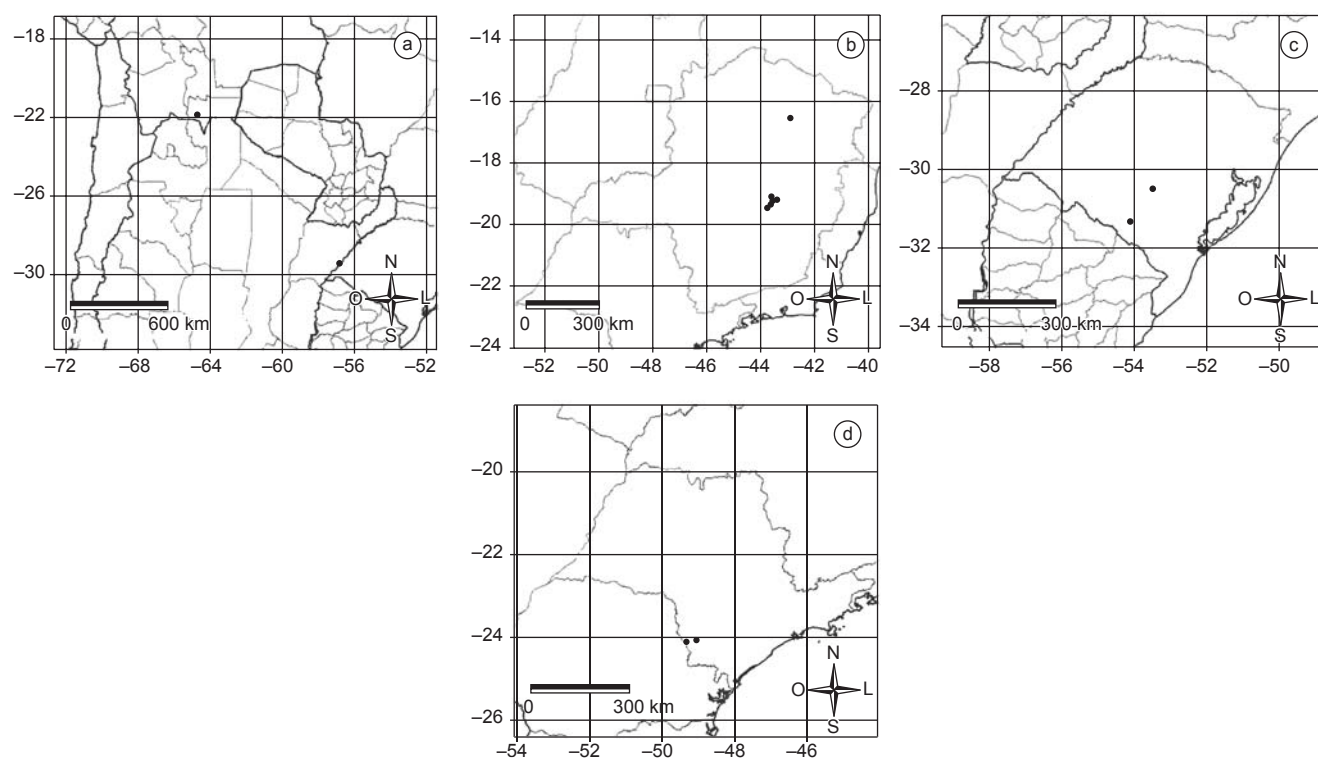 a
−18
−22
−26
−30
N
O L
S
0 600 km
−72 −68 −64 −60 −56 −52
b
−14
−16
−18
−20
−22
−24
N
O L
S
0 300 km
−52 −50 −48 −46 −44 −42 −40
c
−28
−30
−32
−34
N
O L
S
0 300 km
−58 −56 −54 −52 −50
d
−20
−22
−24
−26
N
O L
S
0 300 km
−54 −52 −50 −48 −46